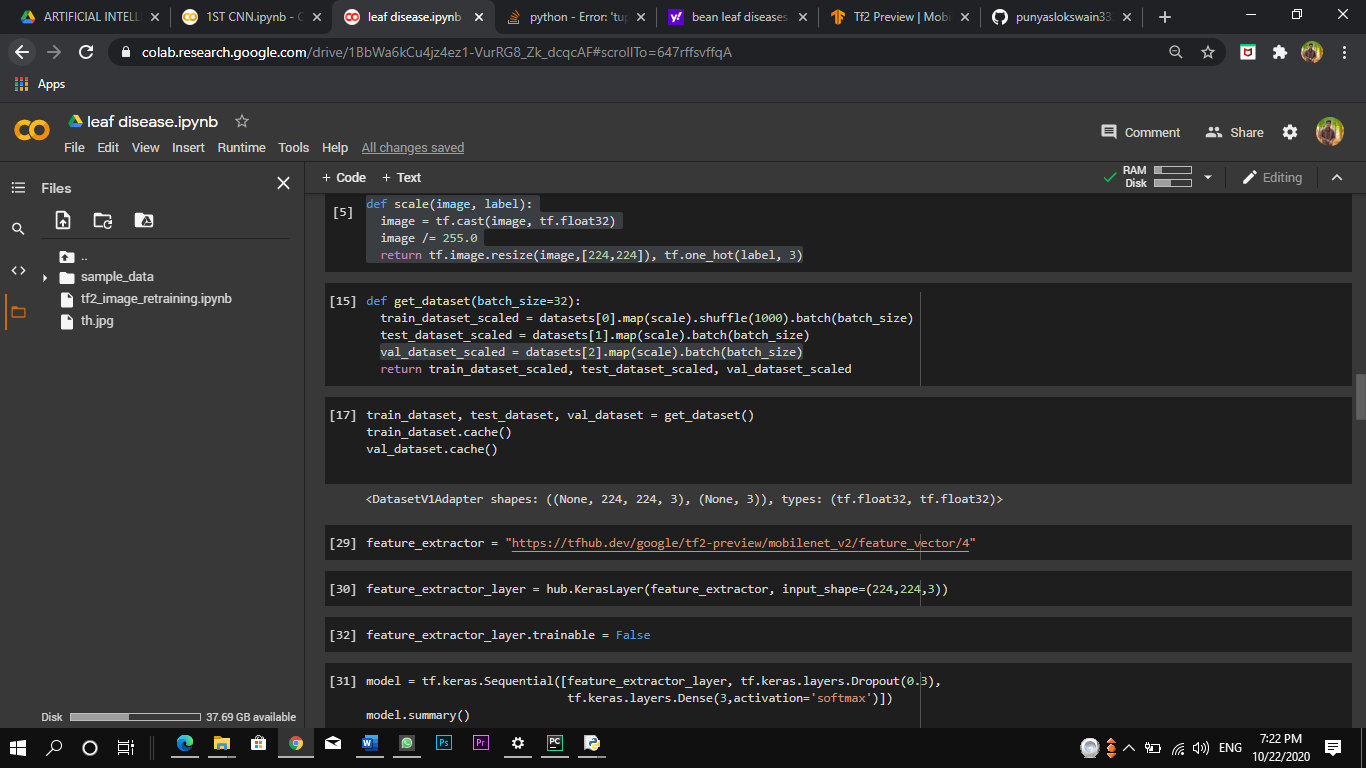 ARTIFICIAL INTELLI
1ST CNN.ipynb - C
leaf disease.ipynb
python - Error: 'tup
bean leaf diseases
Tf2 Preview | Mobi
punyaslokswain33
colab.research.google.com/drive/1BbWa6kCu4jz4ez1-VurRG8_Zk_dcqcAF#scrollTo=647rffsvffqA
Apps
leaf disease.ipynb
File Edit View Insert Runtime Tools Help All changes saved
Comment Share
Files
+ Code + Text
RAM
Disk
Editing
..
sample_data
tf2_image_retraining.ipynb
th.jpg
Disk 37.69 GB available
[5] def scale(image, label):
image = tf.cast(image, tf.float32)
image /= 255.0
return tf.image.resize(image,[224,224]), tf.one_hot(label, 3)
[15] def get_dataset(batch_size=32):
train_dataset_scaled = datasets[0].map(scale).shuffle(1000).batch(batch_size)
test_dataset_scaled = datasets[1].map(scale).batch(batch_size)
val_dataset_scaled = datasets[2].map(scale).batch(batch_size)
return train_dataset_scaled, test_dataset_scaled, val_dataset_scaled
[17] train_dataset, test_dataset, val_dataset = get_dataset()
train_dataset.cache()
val_dataset.cache()
<DatasetV1Adapter shapes: ((None, 224, 224, 3), (None, 3)), types: (tf.float32, tf.float32)>
[29] feature_extractor = "https://tfhub.dev/google/tf2-preview/mobilenet_v2/feature_vector/4"
[30] feature_extractor_layer = hub.KerasLayer(feature_extractor, input_shape=(224,224,3))
[32] feature_extractor_layer.trainable = False
[31] model = tf.keras.Sequential([feature_extractor_layer, tf.keras.layers.Dropout(0.3),
tf.keras.layers.Dense(3,activation='softmax')])
model.summary()
W
Ps
Pr
PC
ENG
7:22 PM
10/22/2020